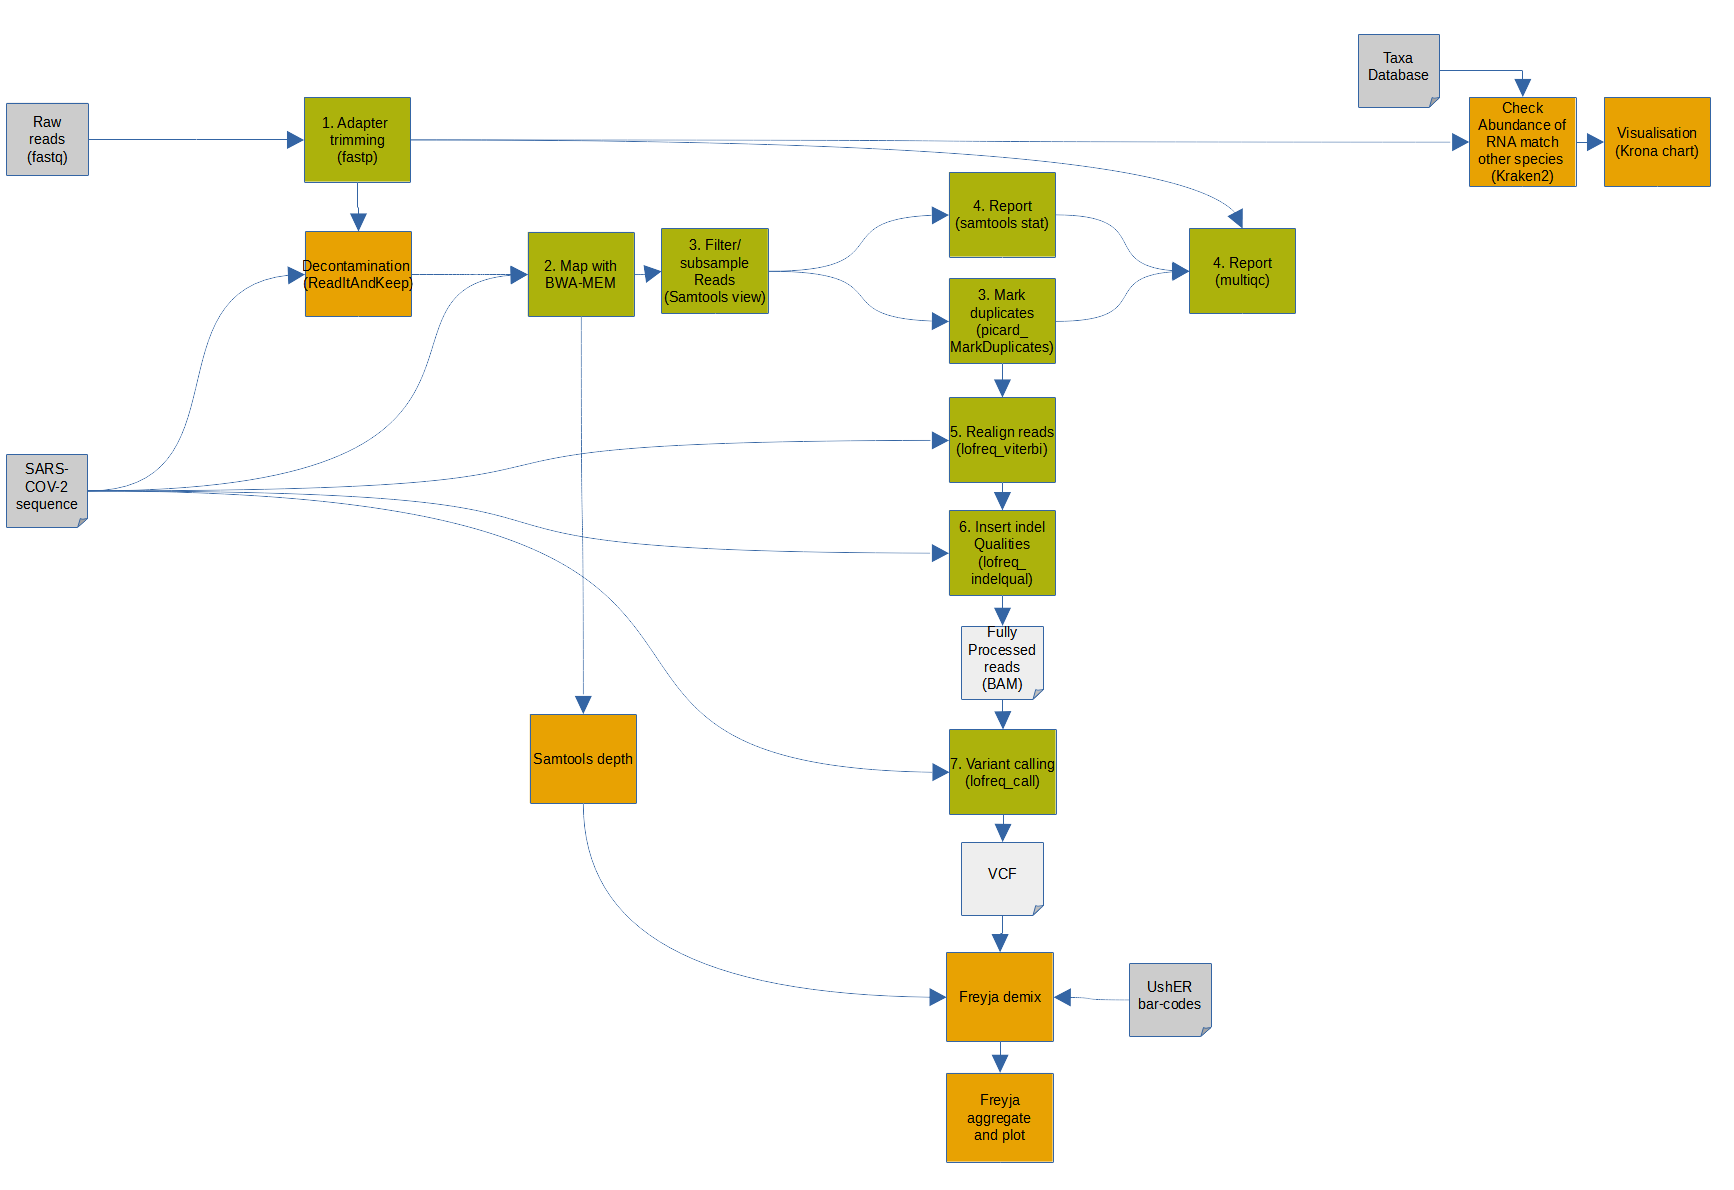 Taxa
Database
Raw
reads
(fastq)
1. Adapter
trimming
(fastp)
Check
Abundance of
RNA match
other species
(Kraken2)
Visualisation
(Krona chart)
Decontamination
(ReadItAndKeep)
2. Map with
BWA-MEM
3. Filter/
subsample
Reads
(Samtools view)
4. Report
(samtools stat)
3. Mark
duplicates
(picard_
MarkDuplicates)
4. Report
(multiqc)
SARS-
COV-2
sequence
5. Realign reads
(lofreq_viterbi)
6. Insert indel
Qualities
(lofreq_
indelqual)
Fully
Processed
reads
(BAM)
Samtools depth
7. Variant calling
(lofreq_call)
VCF
Freyja demix
UshER
bar-codes
Freyja
aggregate
and plot